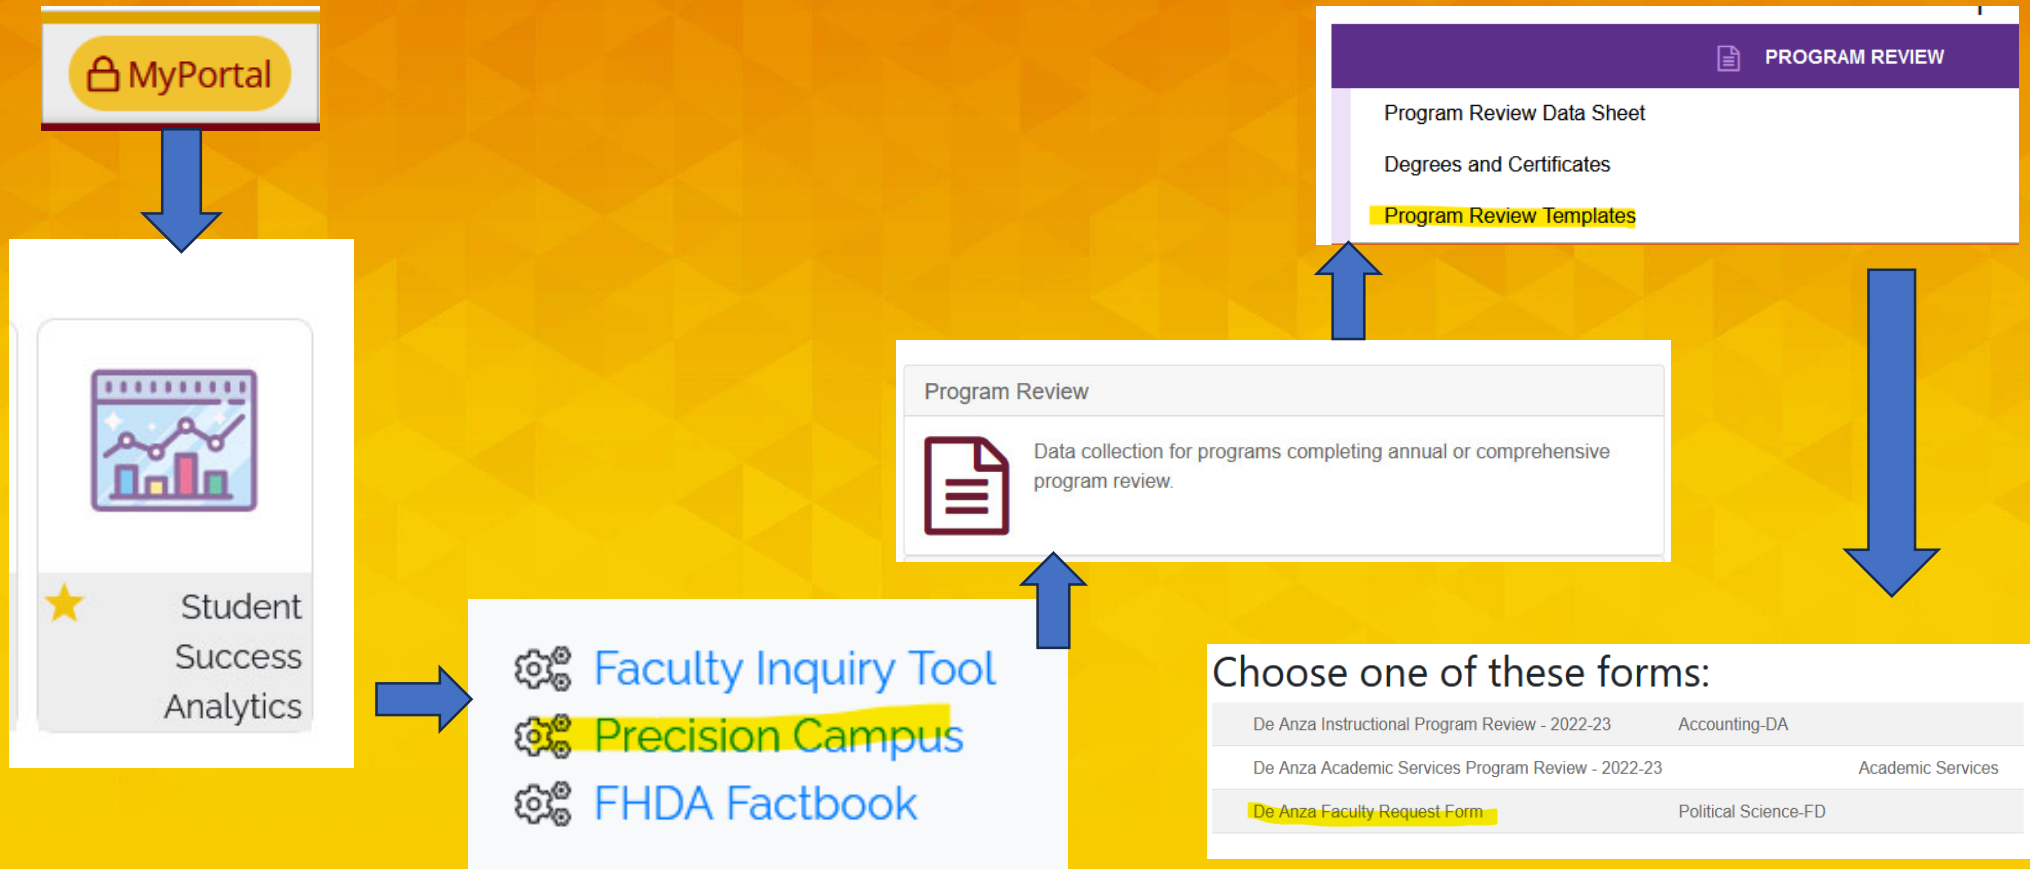 MyPortal
Student
Success
Analytics
Faculty Inquiry Tool
Precision Campus
FHDA Factbook
Program Review
Data collection for programs completing annual or comprehensive
program review.
PROGRAM REVIEW
Program Review Data Sheet
Degrees and Certificates
Program Review Templates
Choose one of these forms:
De Anza Instructional Program Review - 2022-23 Accounting-DA
De Anza Academic Services Program Review - 2022-23 Academic Services
De Anza Faculty Request Form Political Science-FD